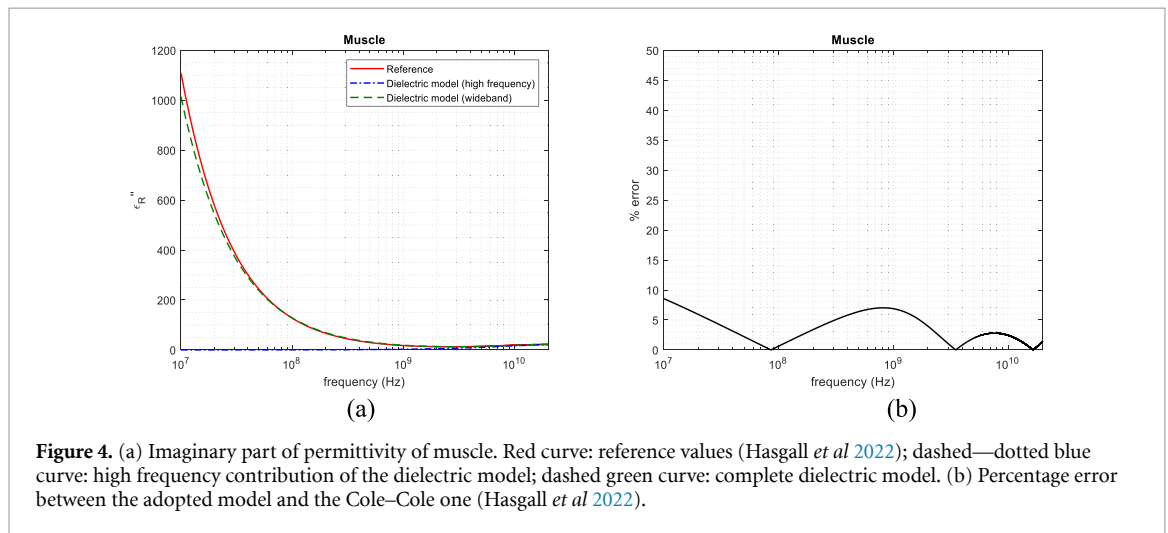 Muscle
1200
1000
800
600
400
200
0
ϵR''
Reference
Dielectric model (high frequency)
Dielectric model (wideband)
10^7
10^8
10^9
10^10
frequency (Hz)
(a)
Muscle
50
45
40
35
30
25
20
15
10
5
0
% error
10^7
10^8
10^9
10^10
frequency (Hz)
(b)
Figure 4. (a) Imaginary part of permittivity of muscle. Red curve: reference values (Hasgall et al 2022); dashed—dotted blue
curve: high frequency contribution of the dielectric model; dashed green curve: complete dielectric model. (b) Percentage error
between the adopted model and the Cole–Cole one (Hasgall et al 2022).